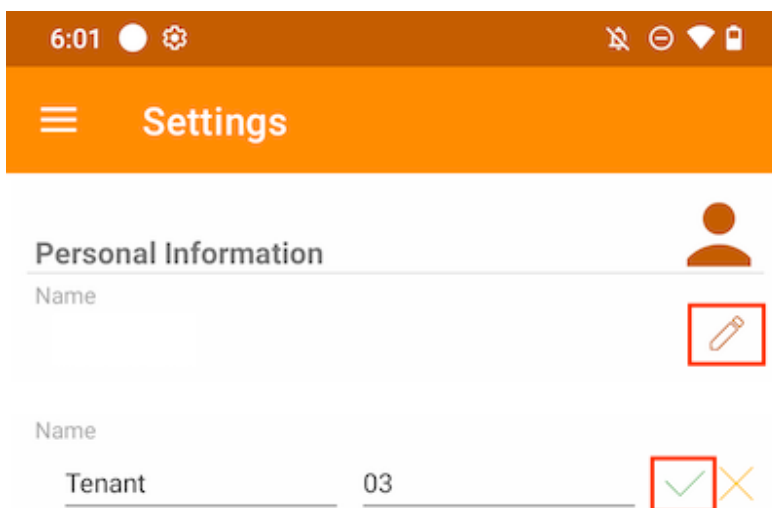 6:01
Settings
Personal Information
Name
Name
Tenant 03